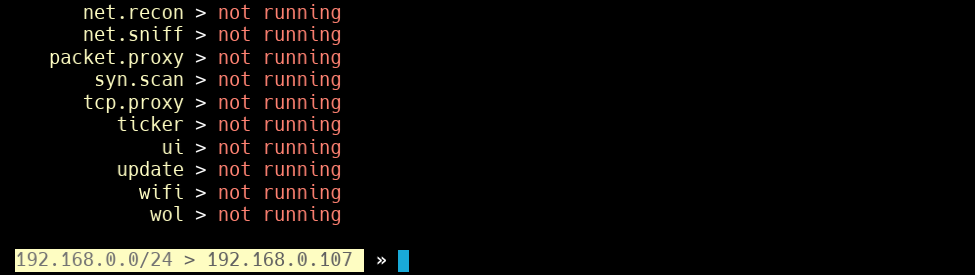 net.recon > not running
net.sniff > not running
packet.proxy > not running
syn.scan > not running
tcp.proxy > not running
ticker > not running
ui > not running
update > not running
wifi > not running
wol > not running
192.168.0.0/24 > 192.168.0.107 »